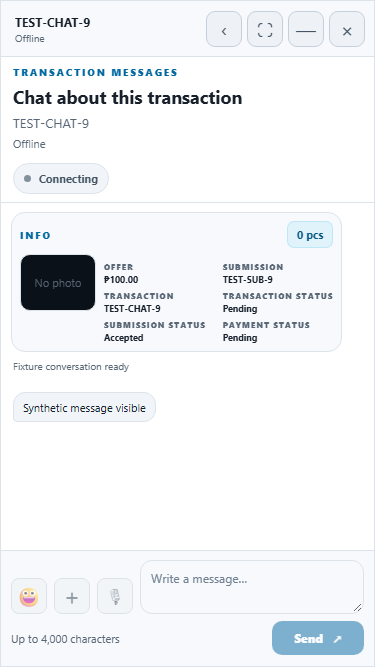 TEST-CHAT-9
Offline
TRANSACTION MESSAGES
Chat about this transaction
TEST-CHAT-9
Offline
Connecting
INFO
0 pcs
No photo
OFFER
₱100.00
SUBMISSION
TEST-SUB-9
TRANSACTION
TEST-CHAT-9
TRANSACTION STATUS
Pending
SUBMISSION STATUS
Accepted
PAYMENT STATUS
Pending
Fixture conversation ready
Synthetic message visible
Write a message...
Up to 4,000 characters
Send ↗